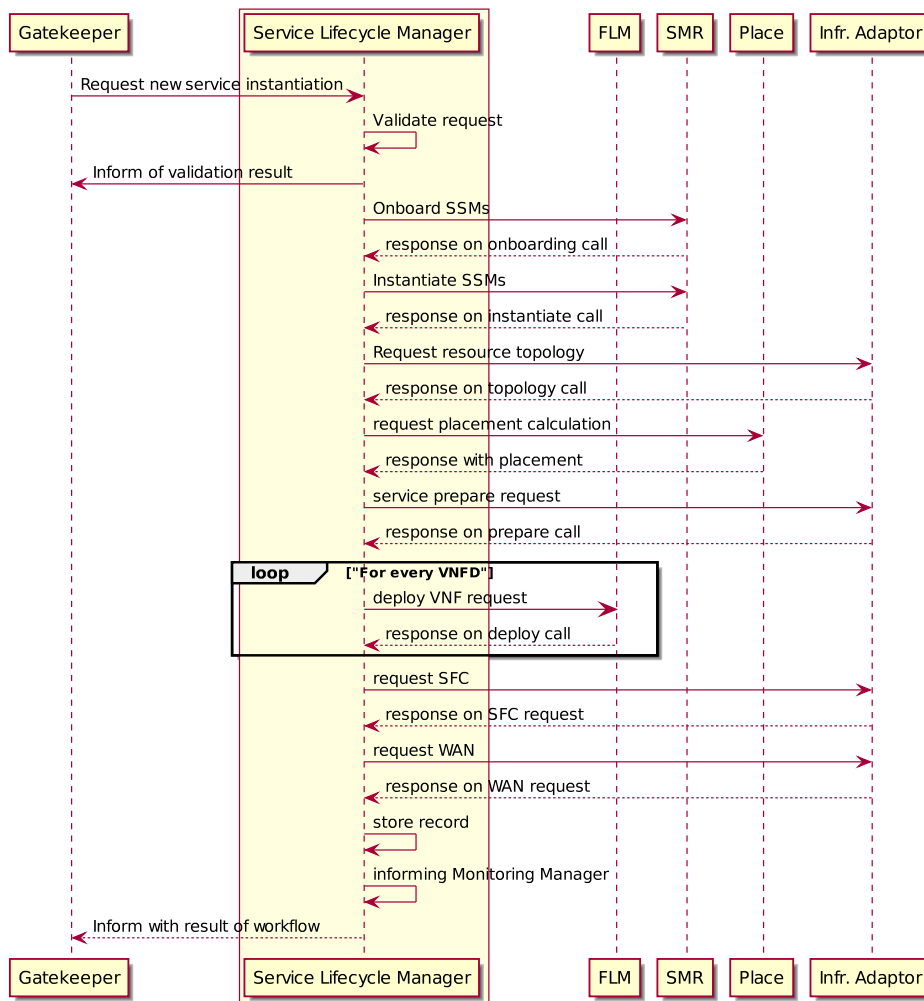 Gatekeeper Service Lifecycle Manager FLM SMR Place Infr. Adaptor
Request new service instantiation
Validate request
Inform of validation result
Onboard SSMs
response on onboarding call
Instantiate SSMs
response on instantiate call
Request resource topology
response on topology call
request placement calculation
response with placement
service prepare request
response on prepare call
loop ["For every VNFD"]
deploy VNF request
response on deploy call
request SFC
response on SFC request
request WAN
response on WAN request
store record
informing Monitoring Manager
Inform with result of workflow
Gatekeeper Service Lifecycle Manager FLM SMR Place Infr. Adaptor